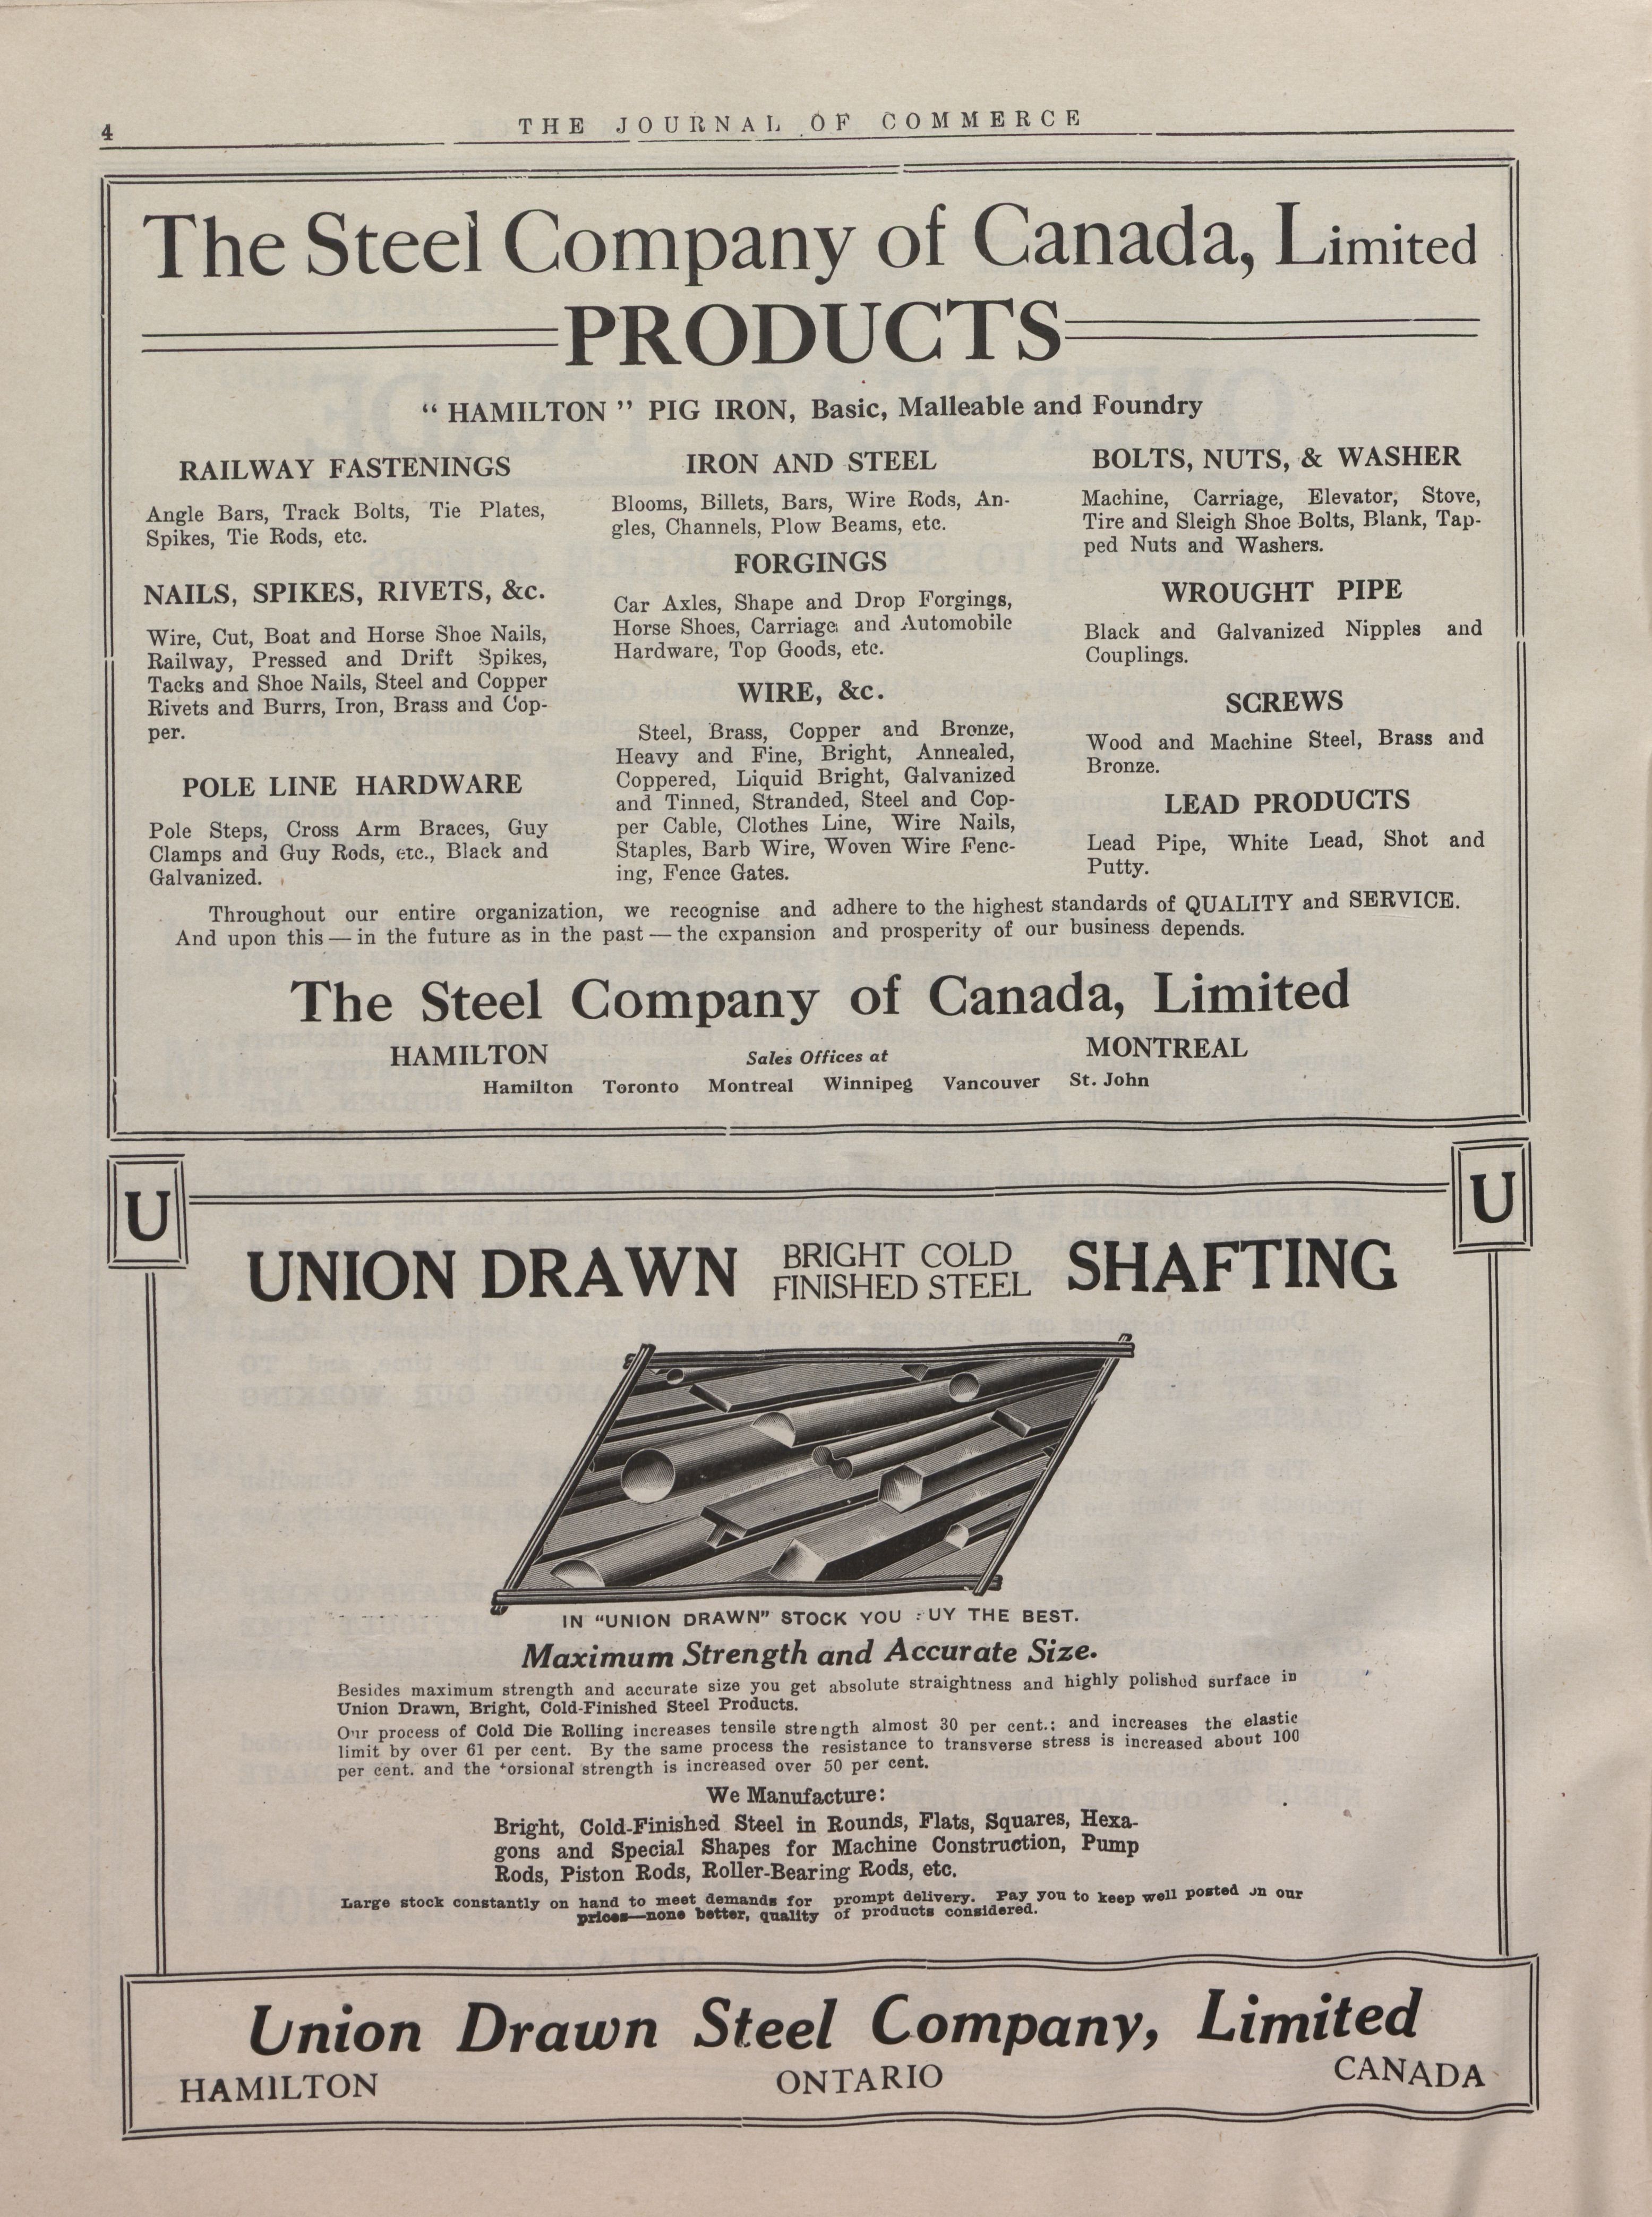 4
THE JOURNAL OF COMMERCE
The Steel Company of Canada, Limited
PRODUCTS
“ HAMILTON ” PIG IRON, Basic, Malleable and Foundry
RAILWAY FASTENINGS
Angle Bars, Track Bolts, Tie Plates,
Spikes, Tie Rods, etc.
NAILS, SPIKES, RIVETS, &c.
Wire, Cut, Boat and Horse Shoe Nails,
Railway, Pressed and Drift Spikes,
Tacks and Shoe Nails, Steel and Copper
Rivets and Burrs, Iron, Brass and Cop-
per.
POLE LINE HARDWARE
Pole Steps, Cross Arm Braces, Guy
Clamps and Guy Rods, etc., Black and
Galvanized.
IRON AND STEEL
Blooms, Billets, Bars, Wire Rods, An-
gles, Channels, Plow Beams, etc.
FORGINGS
Car Axles, Shape and Drop Forgings,
Horse Shoes, Carriage and Automobile
Hardware, Top Goods, etc.
WIRE, &c.
Steel, Brass, Copper and Bronze,
Heavy and Fine, Bright, Annealed,
Coppered, Liquid Bright, Galvanized
and Tinned, Stranded, Steel and Cop-
per Cable, Clothes Line, Wire Nails,
Staples, Barb Wire, Woven Wire Fenc-
ing, Fence Gates.
BOLTS, NUTS, & WASHER
Machine, Carriage, Elevator, Stove,
Tire and Sleigh Shoe Bolts, Blank, Tap-
ped Nuts and Washers.
WROUGHT PIPE
Black and Galvanized Nipples and
Couplings.
SCREWS
Wood and Machine Steel, Brass and
Bronze.
LEAD PRODUCTS
Lead Pipe, White Lead, Shot and
Putty.
Throughout our entire organization, we recognise and adhere to the highest standards of QUALITY and SERVICE.
And upon this — in the future as in the past — the expansion and prosperity of our business depends.
The Steel Company of Canada, Limited
HAMILTON Sales Offices at MONTREAL
Hamilton Toronto Montreal Winnipeg Vancouver St. John
U U
UNION DRAWN BRIGHT COLD FINISHED STEEL SHAFTING
IN “UNION DRAWN” STOCK YOU :UY THE BEST.
Maximum Strength and Accurate Size.
Besides maximum strength and accurate size you get absolute straightness and highly polished surface in
Union Drawn, Bright, Cold-Finished Steel Products.
Our process of Cold Die Rolling increases tensile strength almost 30 per cent.; and increases the elastic
limit by over 61 per cent. By the same process the resistance to transverse stress is increased about 100
per cent. and the torsional strength is increased over 50 per cent.
We Manufacture:
Bright, Cold-Finished Steel in Rounds, Flats, Squares, Hexa-
gons and Special Shapes for Machine Construction, Pump
Rods, Piston Rods, Roller-Bearing Rods, etc.
Large stock constantly on hand to meet demands for prompt delivery. Pay you to keep well posted on our
prices—none better, quality of products considered.
Union Drawn Steel Company, Limited
HAMILTON ONTARIO CANADA